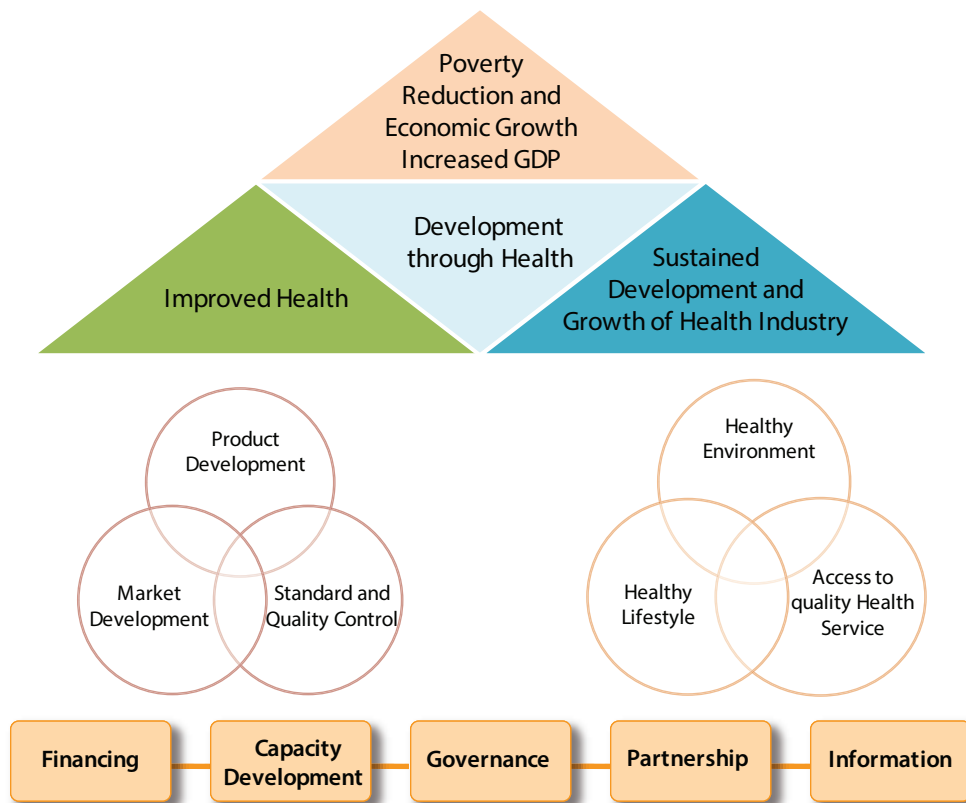 Poverty
Reduction and
Economic Growth
Increased GDP
Development
through Health
Improved Health
Sustained
Development and
Growth of Health Industry
Product
Development
Market
Development
Standard and
Quality Control
Healthy
Environment
Healthy
Lifestyle
Access to
quality Health
Service
Financing
Capacity
Development
Governance
Partnership
Information